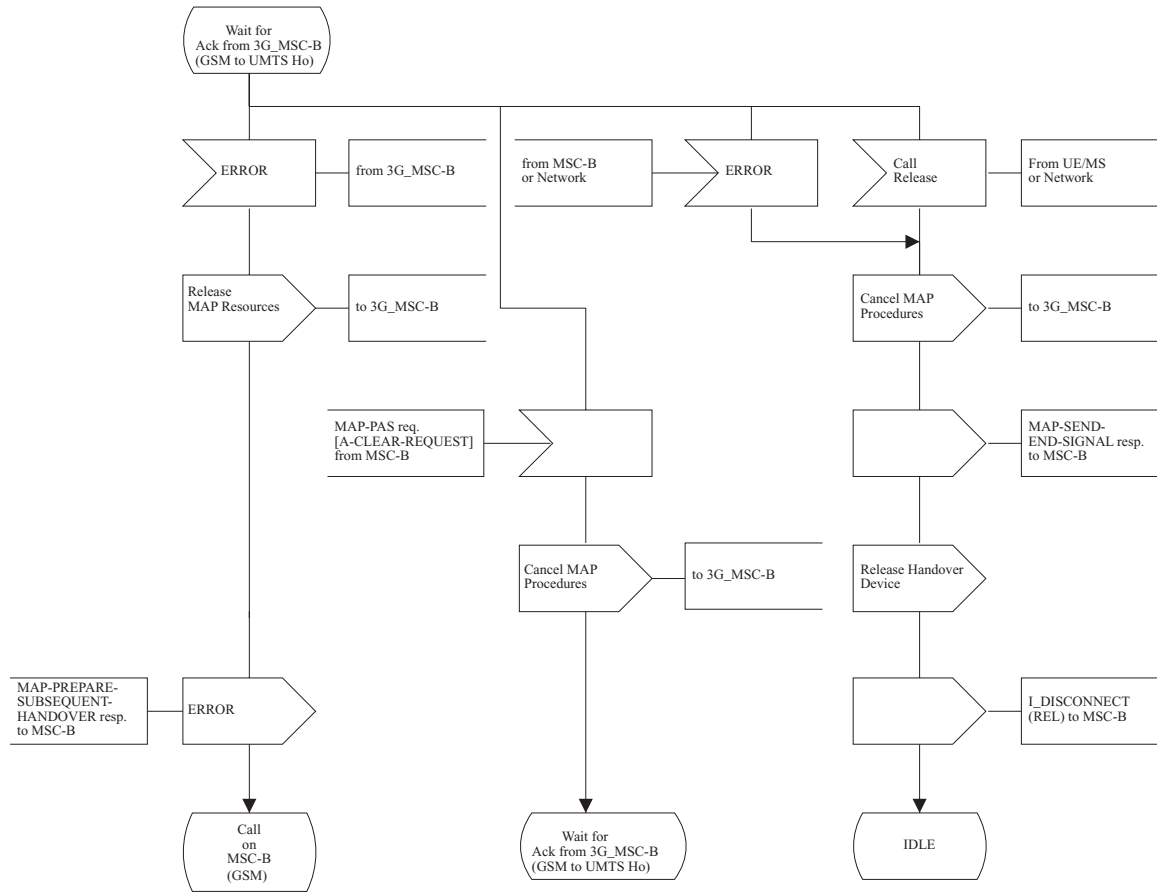 Wait for
Ack from 3G_MSC-B
(GSM to UMTS Ho)
ERROR
from 3G_MSC-B
from MSC-B
or Network
ERROR
Call
Release
From UE/MS
or Network
Release
MAP Resources
to 3G_MSC-B
Cancel MAP
Procedures
to 3G_MSC-B
MAP-PAS req.
[A-CLEAR-REQUEST]
from MSC-B
MAP-SEND-
END-SIGNAL resp.
to MSC-B
Cancel MAP
Procedures
to 3G_MSC-B
Release Handover
Device
MAP-PREPARE-
SUBSEQUENT-
HANDOVER resp.
to MSC-B
ERROR
I_DISCONNECT
(REL) to MSC-B
Call
on
MSC-B
(GSM)
Wait for
Ack from 3G_MSC-B
(GSM to UMTS Ho)
IDLE